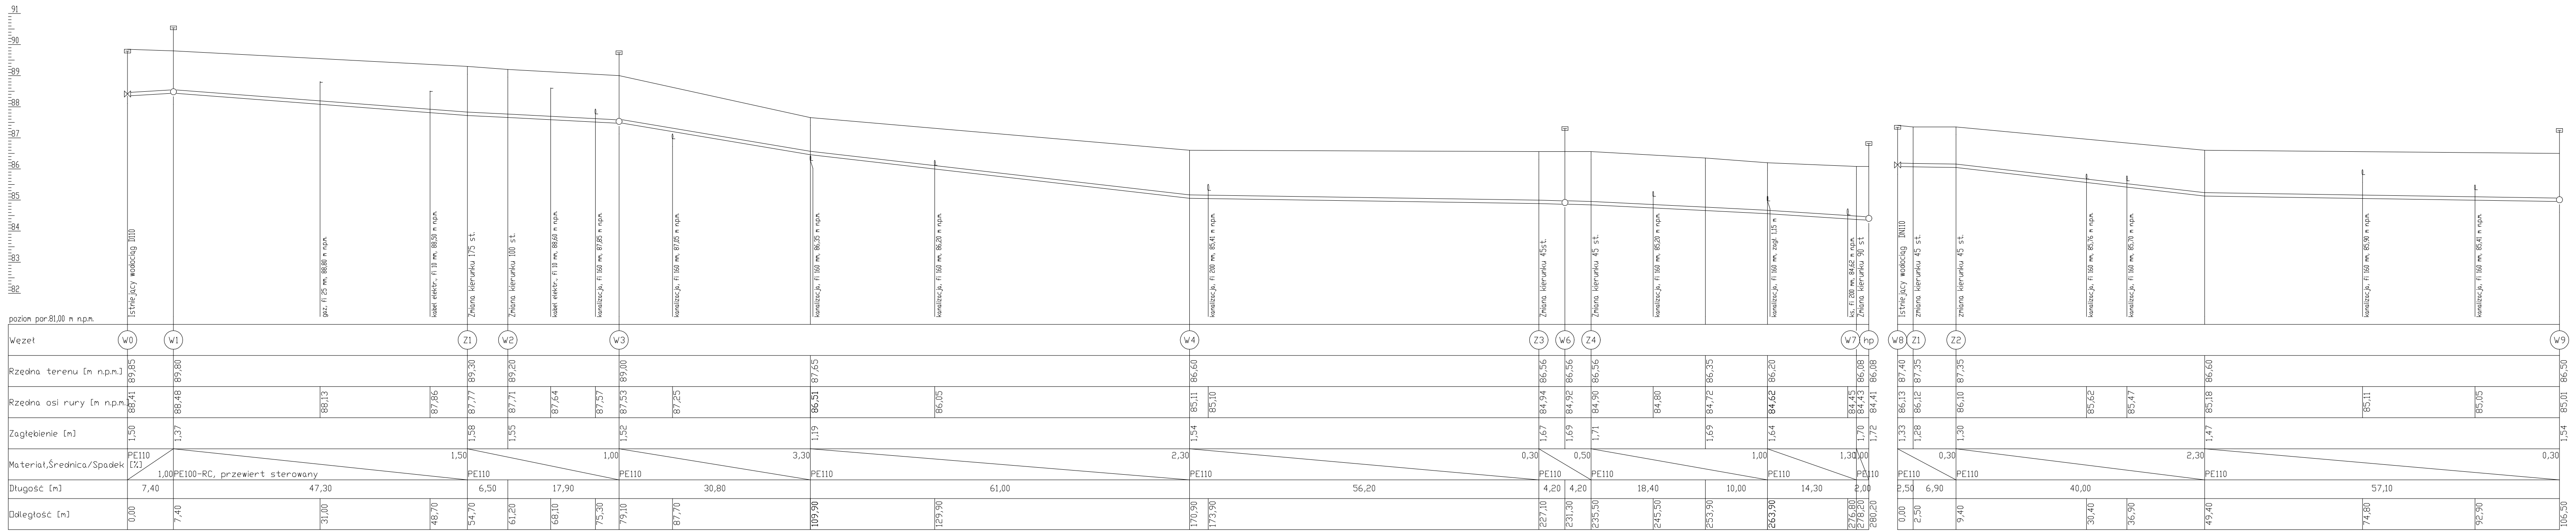 91
90
89
88
87
86
85
84
83
82
poziom por.81,00 m n.p.m.
Istniejący wodociąg D110
gaz, fi 25 mm, 88,80 m n.p.m.
kabel elektr., fi 10 mm, 88,50 m n.p.m.
Zmiana kierunku 175 st.
Zmiana kierunku 100 st.
kabel elektr., fi 10 mm, 88,60 m n.p.m.
kanalizacja, fi 160 mm, 87,85 m n.p.m.
kanalizacja, fi 160 mm, 87,05 m n.p.m.
kanalizacja, fi 160 mm, 86,35 m n.p.m.
kanalizacja, fi 160 mm, 86,20 m n.p.m.
kanalizacja, fi 200 mm, 85,41 m n.p.m.
Zmiana kierunku 45st.
Zmiana kierunku 45 st.
kanalizacja, fi 160 mm, 85,20 m n.p.m.
kanalizacja, fi 160 mm, zagł. 1,15 m
ks, fi 200 mm, 84,62 m n.p.m.
Zmiana kierunku 90 st
Istniejący wodociąg DN110
Zmiana kierunku 45 st.
zmiana kierunku 45 st.
kanalizacja, fi 160 mm, 85,76 m n.p.m.
kanalizacja, fi 160 mm, 85,70 m n.p.m.
kanalizacja, fi 160 mm, 85,90 m n.p.m.
kanalizacja, fi 160 mm, 85,41 m n.p.m.
Węzeł W0 W1 Z1 W2 W3 W4 Z3 W6 Z4 W7 hp W8 Z1 Z2 W9
Rzędna terenu [m n.p.m.] 89,85 89,80 89,30 89,20 89,00 87,65 86,60 86,56 86,56 86,56 86,35 86,20 86,08 86,08 87,40 87,35 87,35 86,60 86,50
Rzędna osi rury [m n.p.m.] 88,41 88,48 88,13 87,86 87,77 87,71 87,64 87,57 87,53 87,25 86,51 86,05 85,11 85,10 84,94 84,92 84,90 84,80 84,72 84,62 84,45 84,43 84,41 86,13 86,12 86,10 85,62 85,47 85,18 85,11 85,05 85,01
Zagłębienie [m] 1,50 1,37 1,58 1,55 1,52 1,19 1,54 1,67 1,69 1,71 1,69 1,64 1,70 1,72 1,33 1,28 1,30 1,47 1,54
Materiał,Średnica/Spadek [%] PE110 1,50 1,00 3,30 2,30 0,30 0,50 1,00 1,30 1,00 0,30 2,30 0,30
1,00 PE100-RC, przewiert sterowany PE110 PE110 PE110 PE110 PE110 PE110 PE110 PE110 PE110 PE110
Długość [m] 7,40 47,30 6,50 17,90 30,80 61,00 56,20 4,20 4,20 18,40 10,00 14,30 2,00 2,50 6,90 40,00 57,10
Odległość [m] 0,00 7,40 31,00 48,70 54,70 61,20 68,10 75,30 79,10 87,70 109,90 129,90 170,90 173,90 227,10 231,30 235,50 245,50 253,90 263,90 276,80 278,20 280,20 0,00 2,50 9,40 30,40 36,90 49,40 74,80 92,90 106,50